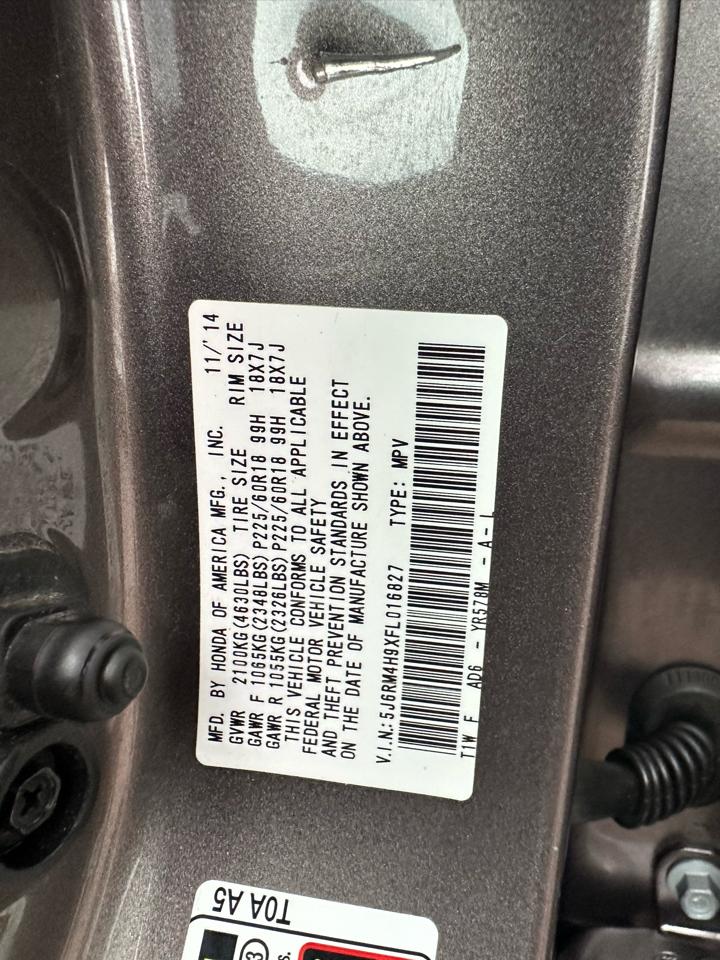 MFD. BY HONDA OF AMERICA MFG., INC. 11/'14
GVWR 2100KG(4630LBS) TIRE SIZE RIM SIZE
GAWR F 1065KG(2348LBS)P225/60R18 99H 18X7J
GAWR R 1055KG(2326LBS)P225/60R18 99H 18X7J
THIS VEHICLE CONFORMS TO ALL APPLICABLE
FEDERAL MOTOR VEHICLE SAFETY
AND THEFT PREVENTION STANDARDS IN EFFECT
ON THE DATE OF MANUFACTURE SHOWN ABOVE.
V.I.N.: 5J6RM4H9XFL016827 TYPE: MPV
T1W F AD6 - YR578M - A - L
T0A A5
3